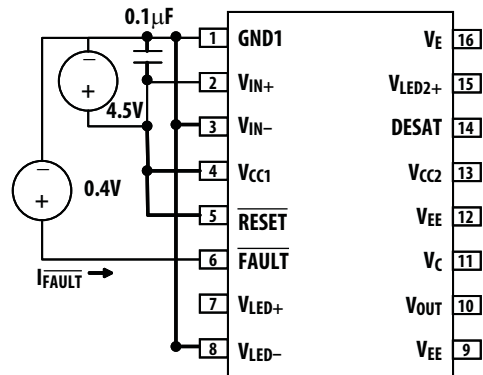 0.1µF
1 GND1 VE 16
2 VIN+ VLED2+ 15
4.5V
3 VIN– DESAT 14
4 VCC1 VCC2 13
0.4V
5 RESET VEE 12
6 FAULT VC 11
IFAULT
7 VLED+ VOUT 10
8 VLED– VEE 9
− +
− +